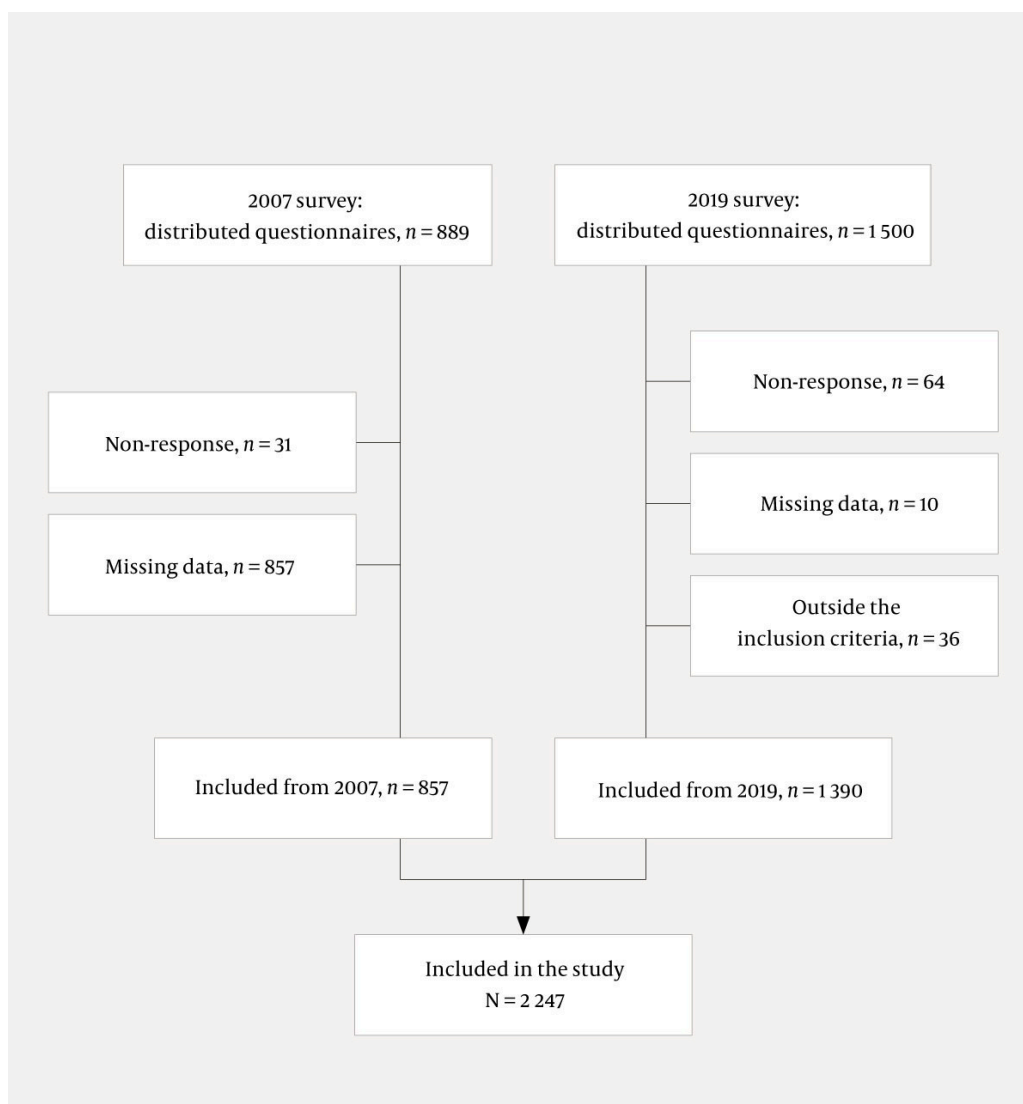 2007 survey:
distributed questionnaires, n = 889
2019 survey:
distributed questionnaires, n = 1 500
Non-response, n = 64
Non-response, n = 31
Missing data, n = 10
Missing data, n = 857
Outside the
inclusion criteria, n = 36
Included from 2007, n = 857
Included from 2019, n = 1 390
Included in the study
N = 2 247